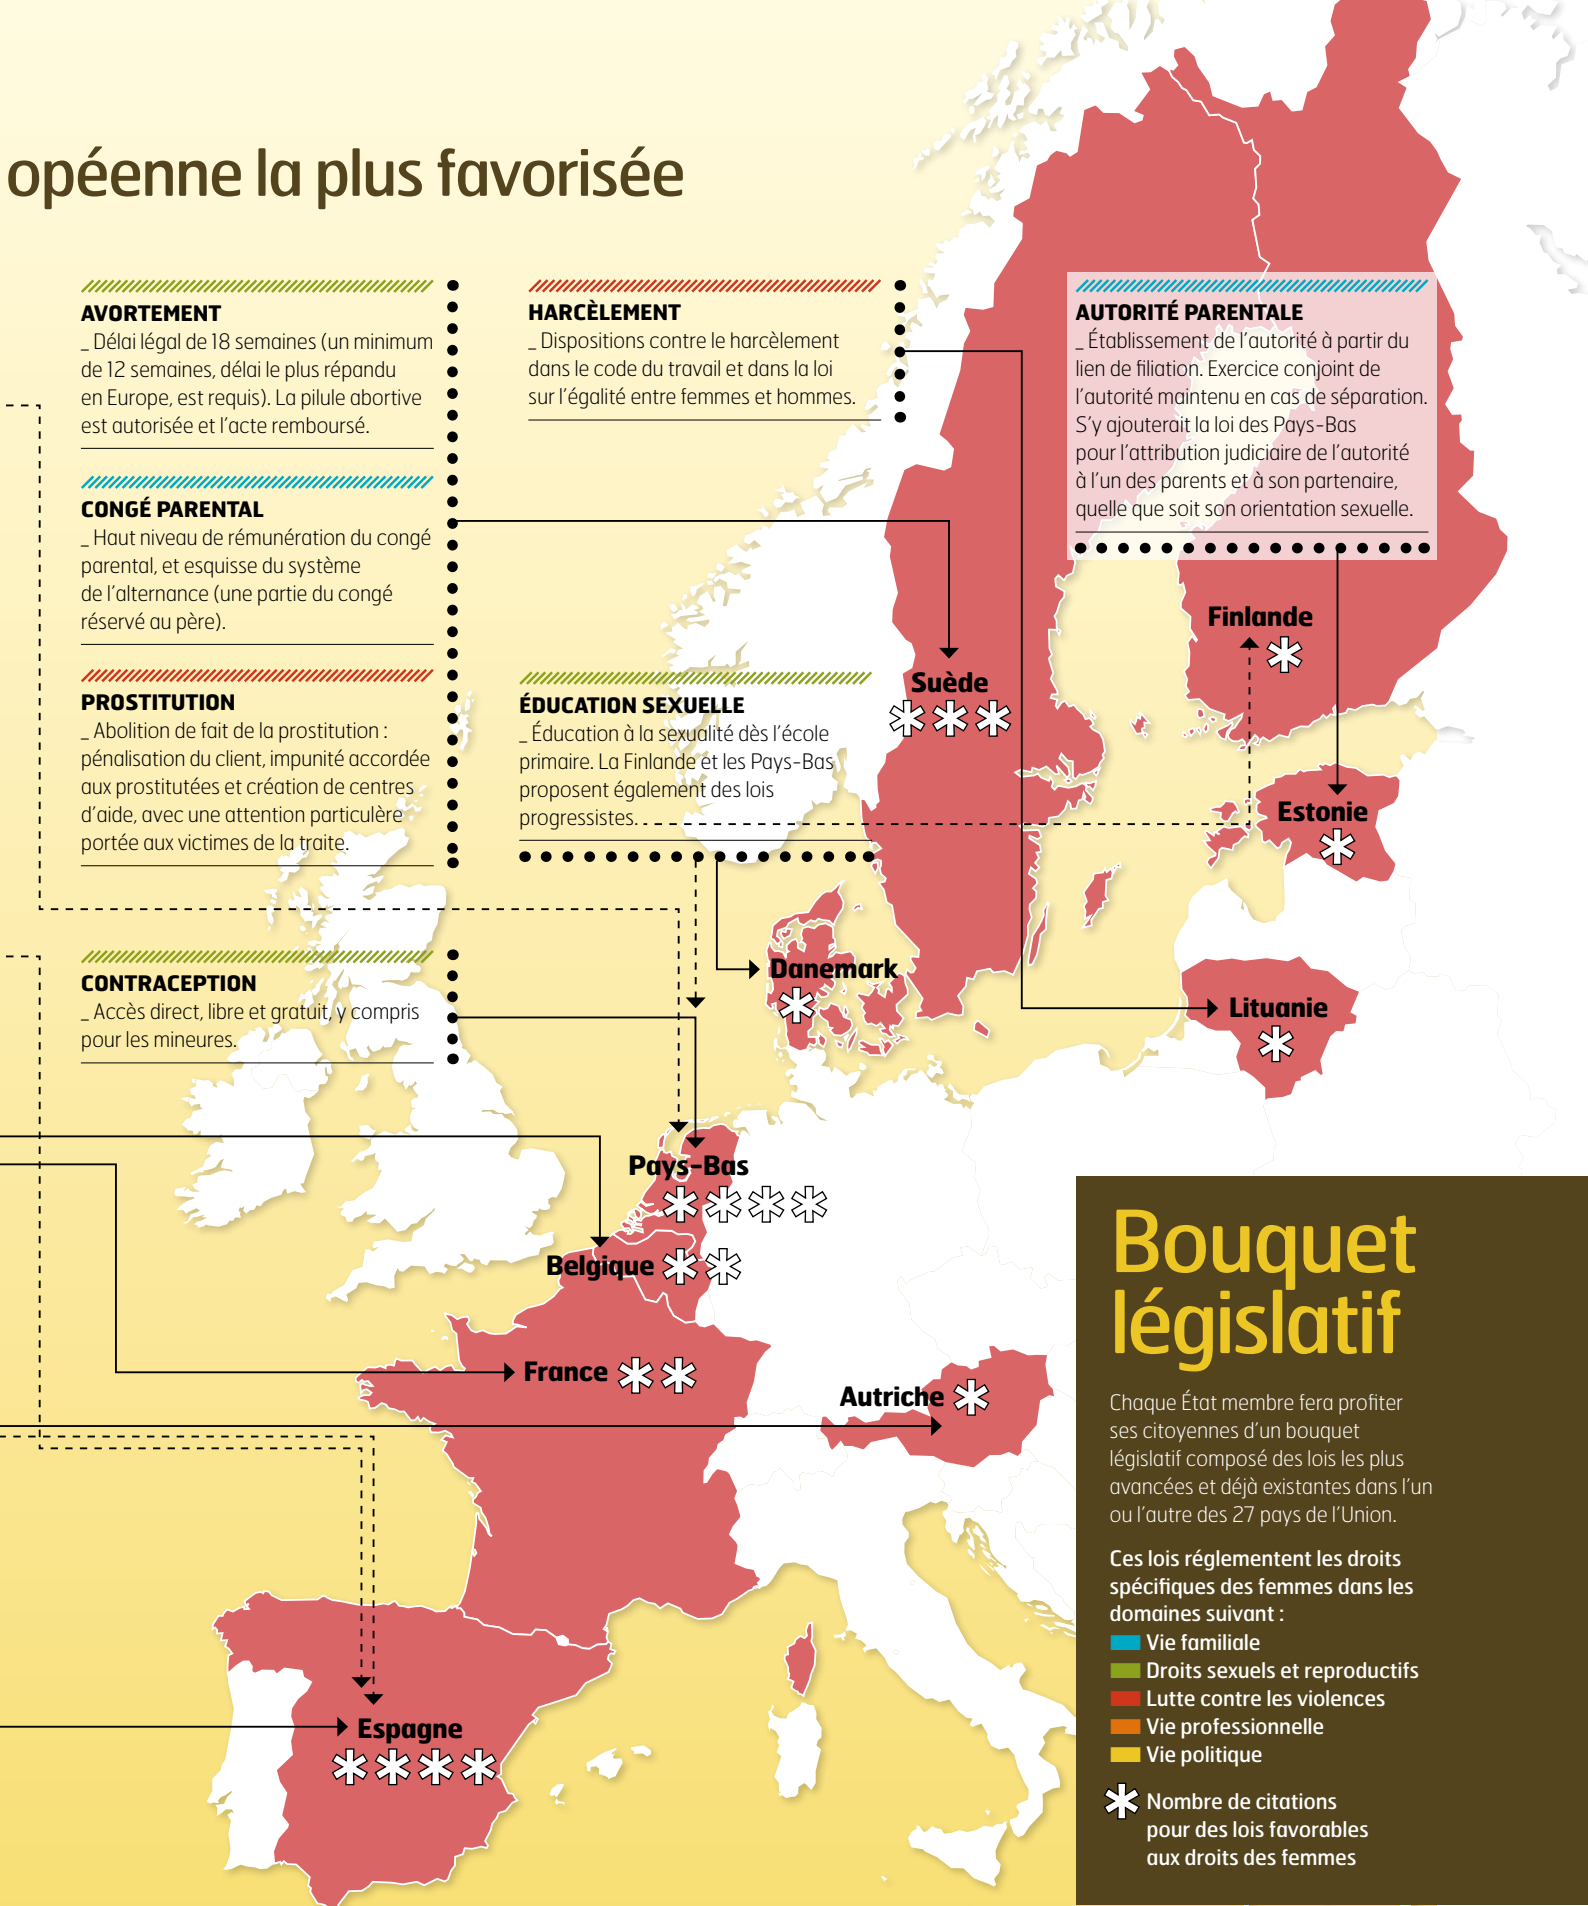 opéenne la plus favorisée
AVORTEMENT
_ Délai légal de 18 semaines (un minimum
de 12 semaines, délai le plus répandu
en Europe, est requis). La pilule abortive
est autorisée et l'acte remboursé.
CONGÉ PARENTAL
_ Haut niveau de rémunération du congé
parental, et esquisse du système
de l'alternance (une partie du congé
réservé au père).
PROSTITUTION
_ Abolition de fait de la prostitution :
pénalisation du client, impunité accordée
aux prostituées et création de centres
d'aide, avec une attention particulère
portée aux victimes de la traite.
CONTRACEPTION
_ Accès direct, libre et gratuit, y compris
pour les mineures.
HARCÈLEMENT
_ Dispositions contre le harcèlement
dans le code du travail et dans la loi
sur l'égalité entre femmes et hommes.
ÉDUCATION SEXUELLE
_ Éducation à la sexualité dès l'école
primaire. La Finlande et les Pays-Bas
proposent également des lois
progressistes.
AUTORITÉ PARENTALE
_ Établissement de l'autorité à partir du
lien de filiation. Exercice conjoint de
l'autorité maintenu en cas de séparation.
S'y ajouterait la loi des Pays-Bas
pour l'attribution judiciaire de l'autorité
à l'un des parents et à son partenaire,
quelle que soit son orientation sexuelle.
Finlande
Suède
Estonie
Danemark
Lituanie
Pays-Bas
Belgique
France
Autriche
Espagne
Bouquet
législatif
Chaque État membre fera profiter
ses citoyennes d'un bouquet
législatif composé des lois les plus
avancées et déjà existantes dans l'un
ou l'autre des 27 pays de l'Union.
Ces lois réglementent les droits
spécifiques des femmes dans les
domaines suivant :
Vie familiale
Droits sexuels et reproductifs
Lutte contre les violences
Vie professionnelle
Vie politique
Nombre de citations
pour des lois favorables
aux droits des femmes